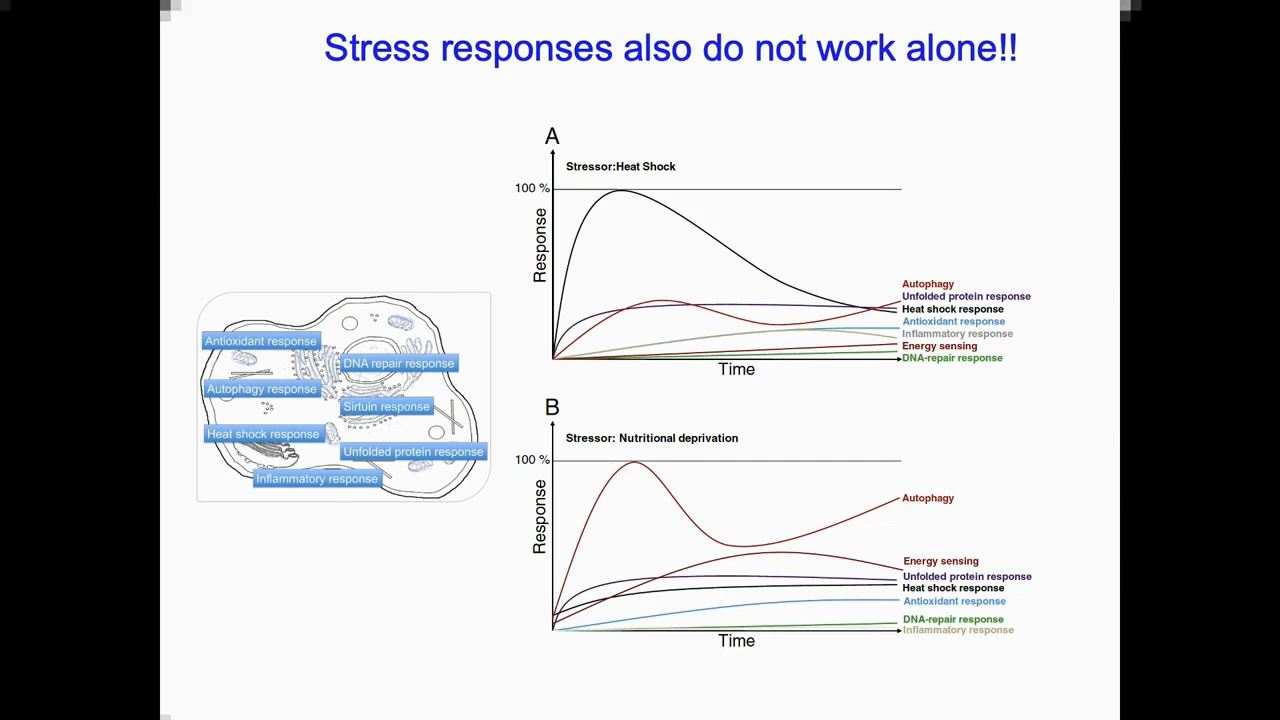 Stress responses also do not work alone!!
Antioxidant response
DNA repair response
Autophagy response
Sirtuin response
Heat shock response
Unfolded protein response
Inflammatory response
A
Stressor:Heat Shock
100 %
Response
Autophagy
Unfolded protein response
Heat shock response
Antioxidant response
Inflammatory response
Energy sensing
DNA-repair response
Time
B
Stressor: Nutritional deprivation
100 %
Response
Autophagy
Energy sensing
Unfolded protein response
Heat shock response
Antioxidant response
DNA-repair response
Inflammatory response
Time